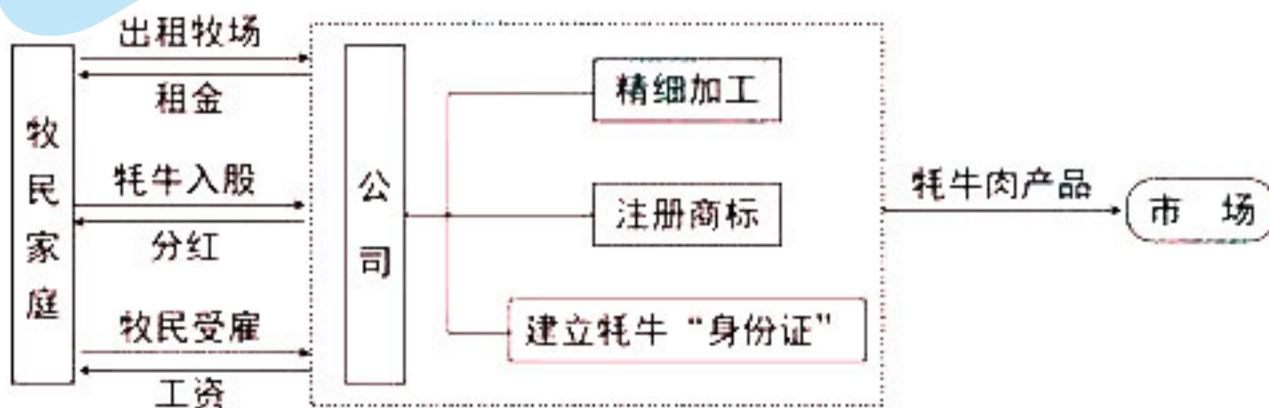 出租牧场
租金
牦牛入股
分红
牧民受雇
工资
牧民家庭
公司
精细加工
注册商标
建立牦牛“身份证”
牦牛肉产品
市 场